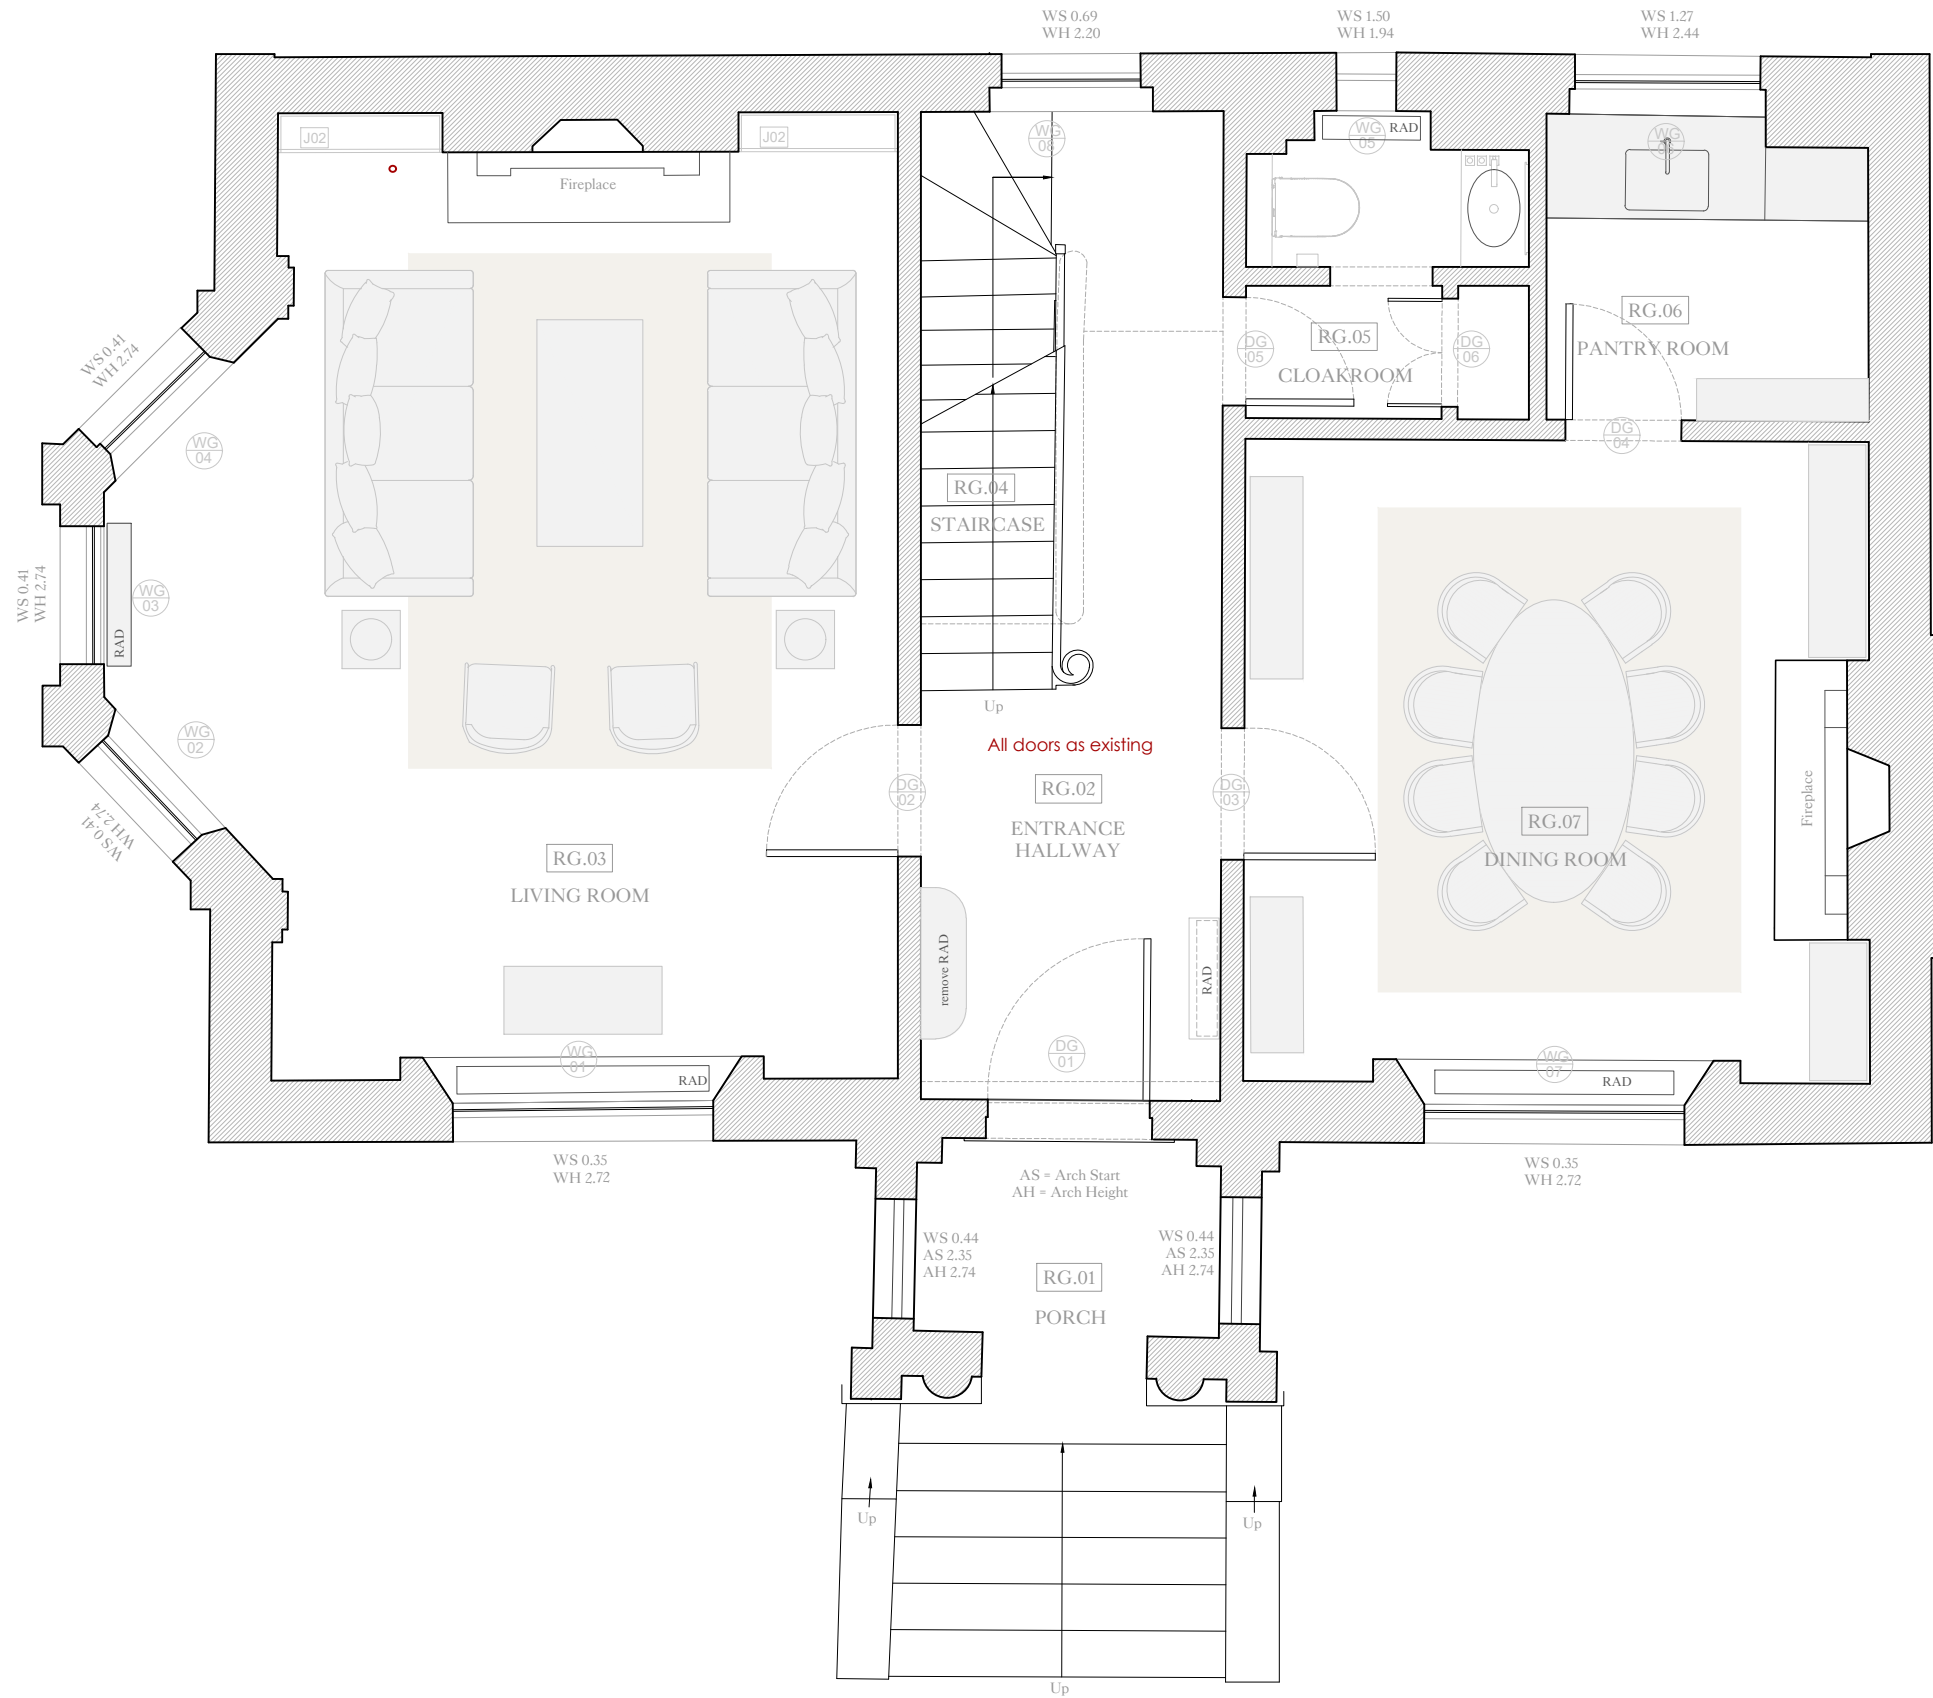 WS 0.69
WH 2.20
WS 1.50
WH 1.94
WS 1.27
WH 2.44
J02
J02
Fireplace
WG
08
RAD
WG
05
WG
RG.06
PANTRY ROOM
RG.05
CLOAKROOM
DG
05
DG
06
DG
04
WS 0.41
WH 2.74
WG
04
RG.04
STAIRCASE
WS 0.41
WH 2.74
RAD
WG
03
WG
02
WS 0.41
WH 2.74
Up
All doors as existing
DG
02
RG.02
ENTRANCE
HALLWAY
DG
03
RG.07
DINING ROOM
Fireplace
RG.03
LIVING ROOM
remove RAD
RAD
DG
01
WG
01
RAD
WG
07
RAD
WS 0.35
WH 2.72
AS = Arch Start
AH = Arch Height
WS 0.35
WH 2.72
WS 0.44
AS 2.35
AH 2.74
WS 0.44
AS 2.35
AH 2.74
RG.01
PORCH
Up
Up
Up